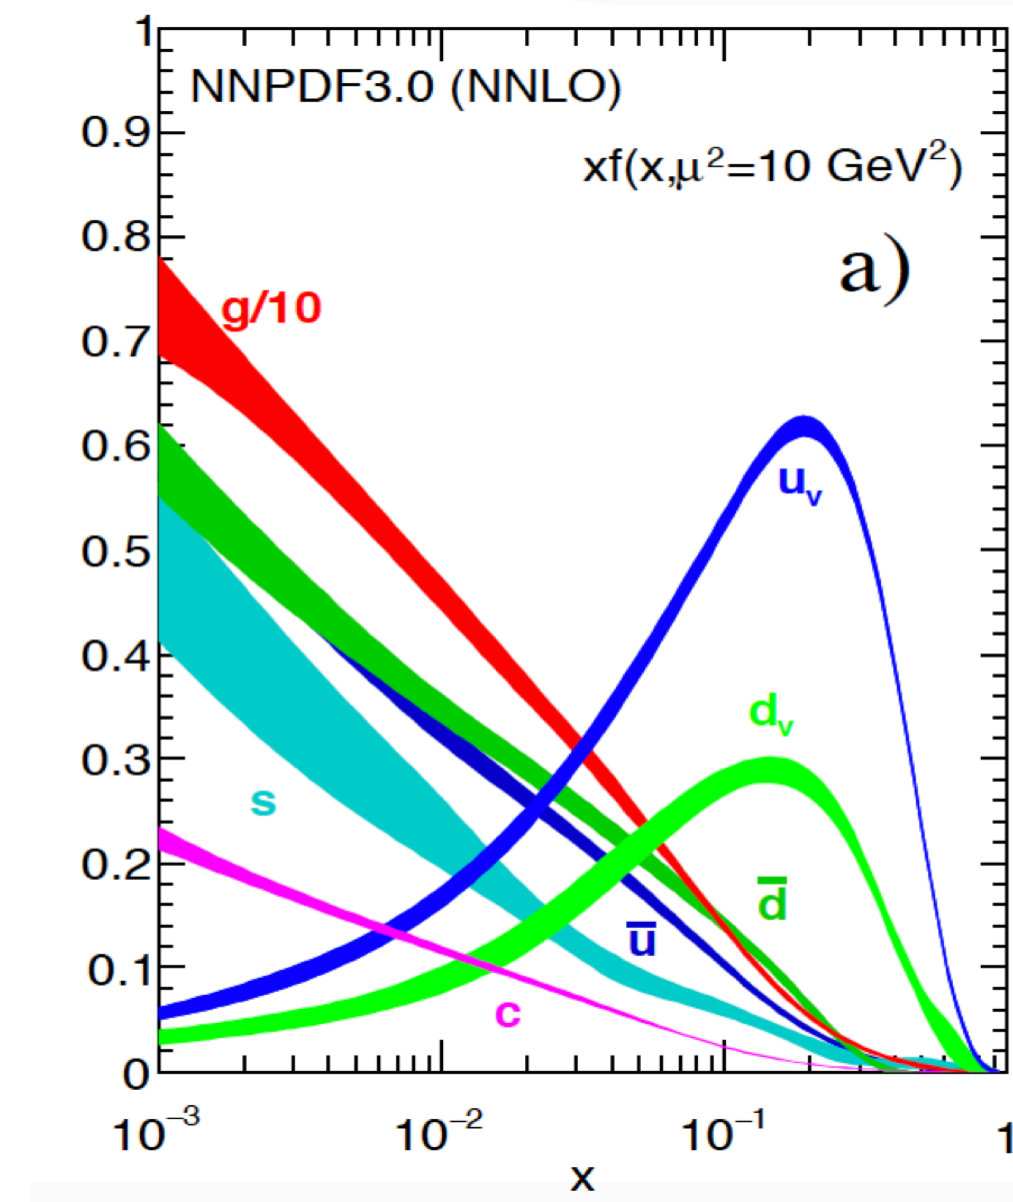 1
NNPDF3.0 (NNLO)
0.9
xf(x,μ²=10 GeV²)
0.8
a)
g/10
0.7
0.6
u_v
0.5
0.4
d_v
0.3
s
0.2
d̅
u̅
0.1
c
0
10⁻³ 10⁻² 10⁻¹ 1
x